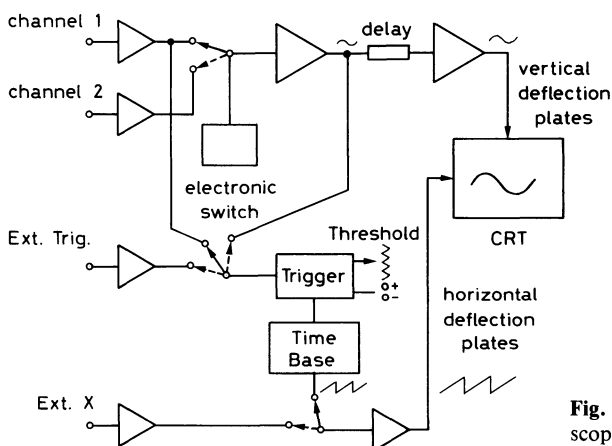 channel 1
delay
channel 2
vertical
deflection
plates
electronic
switch
CRT
Ext. Trig.
Threshold
Trigger
+
-
horizontal
deflection
plates
Time
Base
Ext. X
Fig.
scop